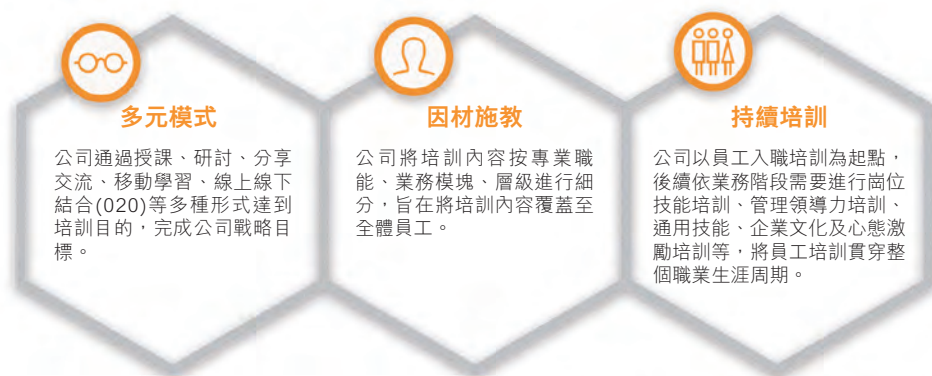 多元模式
公司通過授課、研討、分享
交流、移動學習、線上線下
結合(020)等多種形式達到
培訓目的，完成公司戰略目
標。
因材施教
公司將培訓內容按專業職
能、業務模塊、層級進行細
分，旨在將培訓內容覆蓋至
全體員工。
持續培訓
公司以員工入職培訓為起點，
後續依業務階段需要進行崗位
技能培訓、管理領導力培訓、
通用技能、企業文化及心態激
勵培訓等，將員工培訓貫穿整
個職業生涯周期。